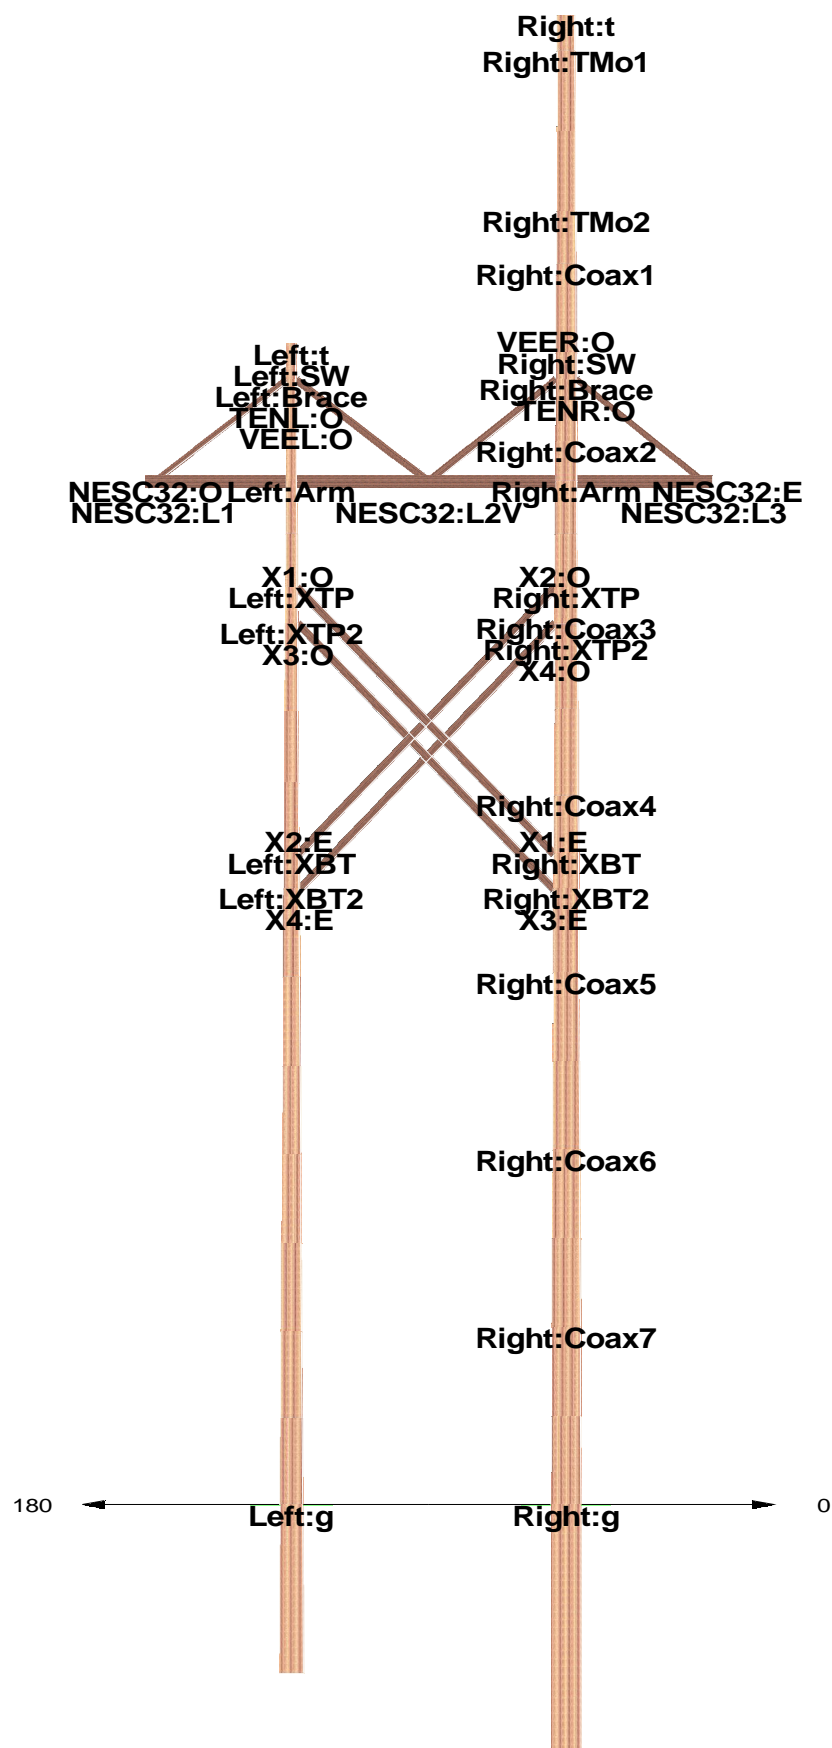 Right:t
Right:TMo1
Right:TMo2
Right:Coax1
VEER:O
Left:t
Right:SW
Left:SW
Right:Brace
Left:Brace
TENR:O
TENL:O
VEEL:O
Right:Coax2
NESC32:O Left:Arm Right:Arm NESC32:E
NESC32:L1 NESC32:L2V NESC32:L3
X1:O X2:O
Left:XTP Right:XTP
Right:Coax3
Left:XTP2
Right:XTP2
X3:O
X4:O
Right:Coax4
X2:E X1:E
Left:XBT Right:XBT
Left:XBT2 Right:XBT2
X4:E X3:E
Right:Coax5
Right:Coax6
Right:Coax7
180 0
Left:g Right:g